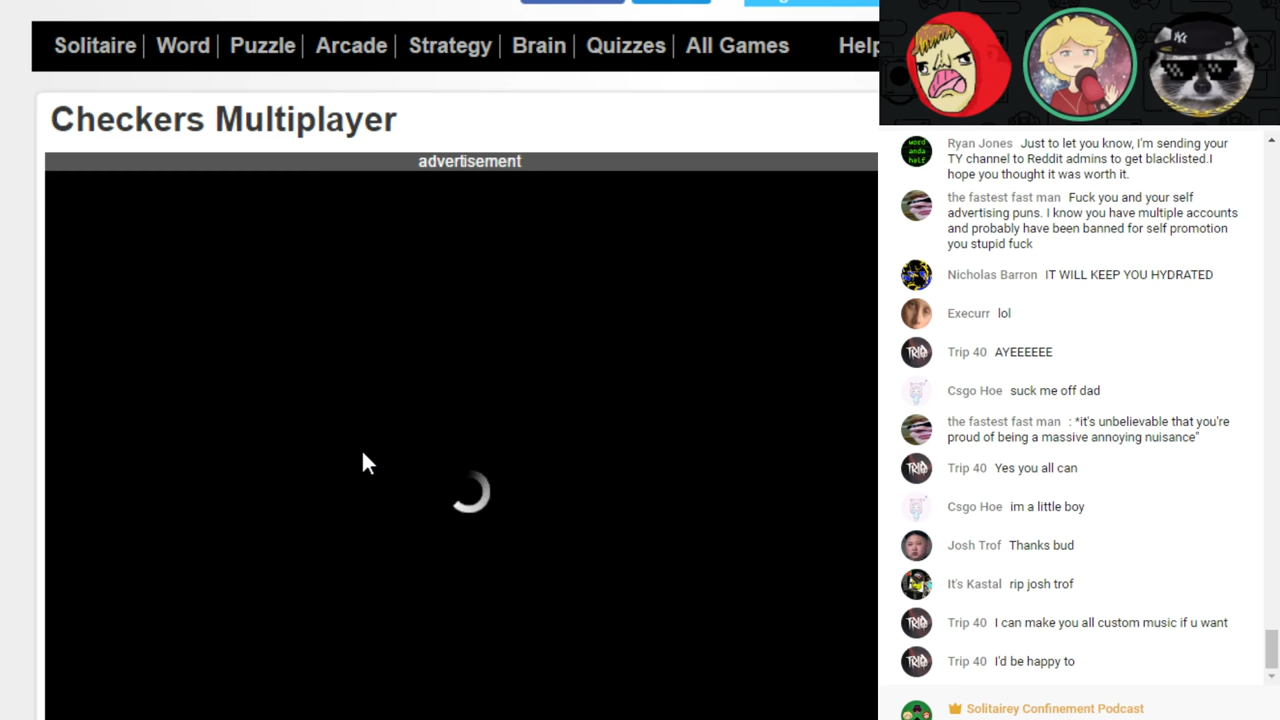 Solitaire Word Puzzle Arcade Strategy Brain Quizzes All Games Help
Checkers Multiplayer
advertisement
Ryan Jones Just to let you know, I'm sending your
TY channel to Reddit admins to get blacklisted.I
hope you thought it was worth it.
the fastest fast man Fuck you and your self
advertising puns. I know you have multiple accounts
and probably have been banned for self promotion
you stupid fuck
Nicholas Barron IT WILL KEEP YOU HYDRATED
Execurr lol
Trip 40 AYEEEEEE
Csgo Hoe suck me off dad
the fastest fast man : *it's unbelievable that you're
proud of being a massive annoying nuisance"
Trip 40 Yes you all can
Csgo Hoe im a little boy
Josh Trof Thanks bud
It's Kastal rip josh trof
Trip 40 I can make you all custom music if u want
Trip 40 I'd be happy to
Solitairey Confinement Podcast
word
anda
half